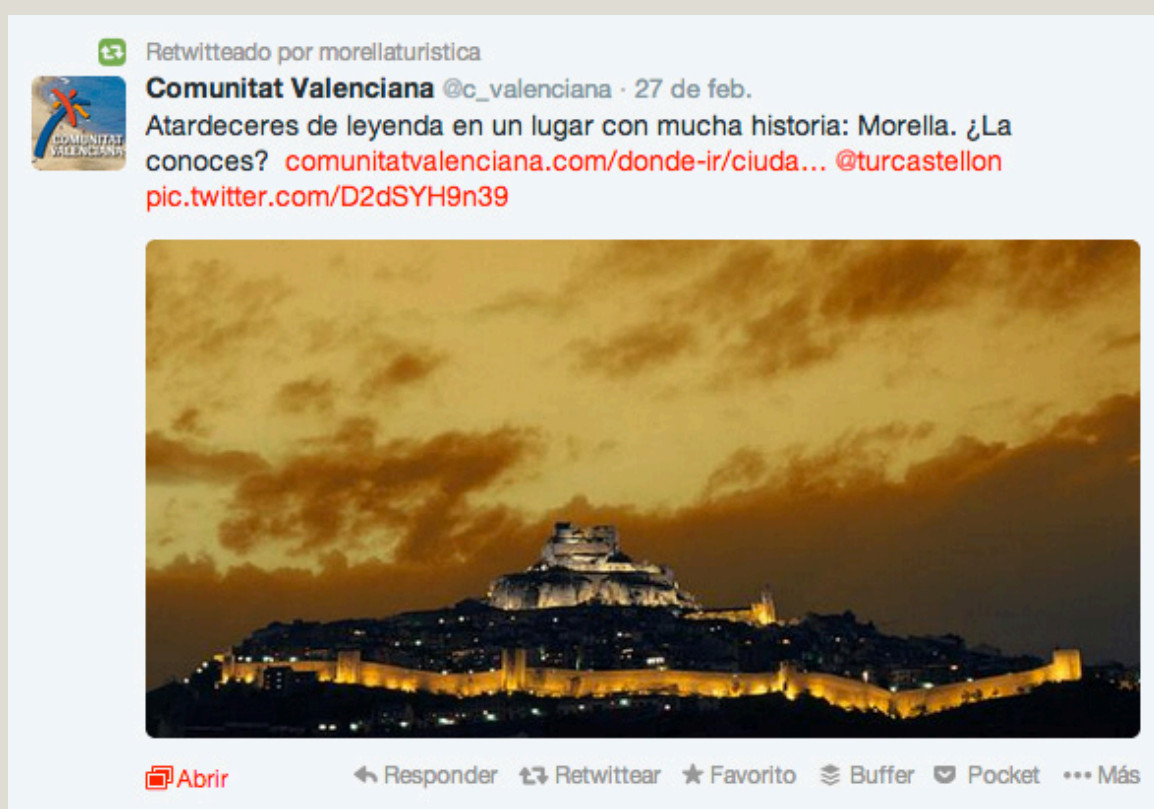 Retwitteado por morellaturistica
Comunitat Valenciana @c_valenciana · 27 de feb.
Atardeceres de leyenda en un lugar con mucha historia: Morella. ¿La
conoces? comunitatvalenciana.com/donde-ir/ciuda... @turcastellon
pic.twitter.com/D2dSYH9n39
COMUNITAT
VALENCIANA
Abrir Responder Retwittear Favorito Buffer Pocket Más